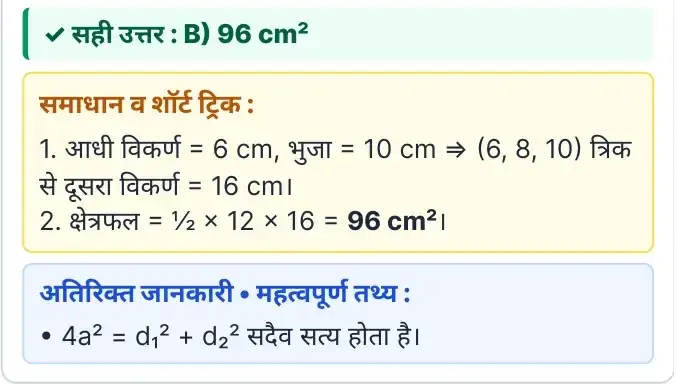 ✓ सही उत्तर : B) 96 cm²
समाधान व शॉर्ट ट्रिक :
1. आधी विकर्ण = 6 cm, भुजा = 10 cm ⇒ (6, 8, 10) त्रिक
से दूसरा विकर्ण = 16 cm।
2. क्षेत्रफल = ½ × 12 × 16 = 96 cm²।
अतिरिक्त जानकारी • महत्वपूर्ण तथ्य :
• 4a² = d₁² + d₂² सदैव सत्य होता है।